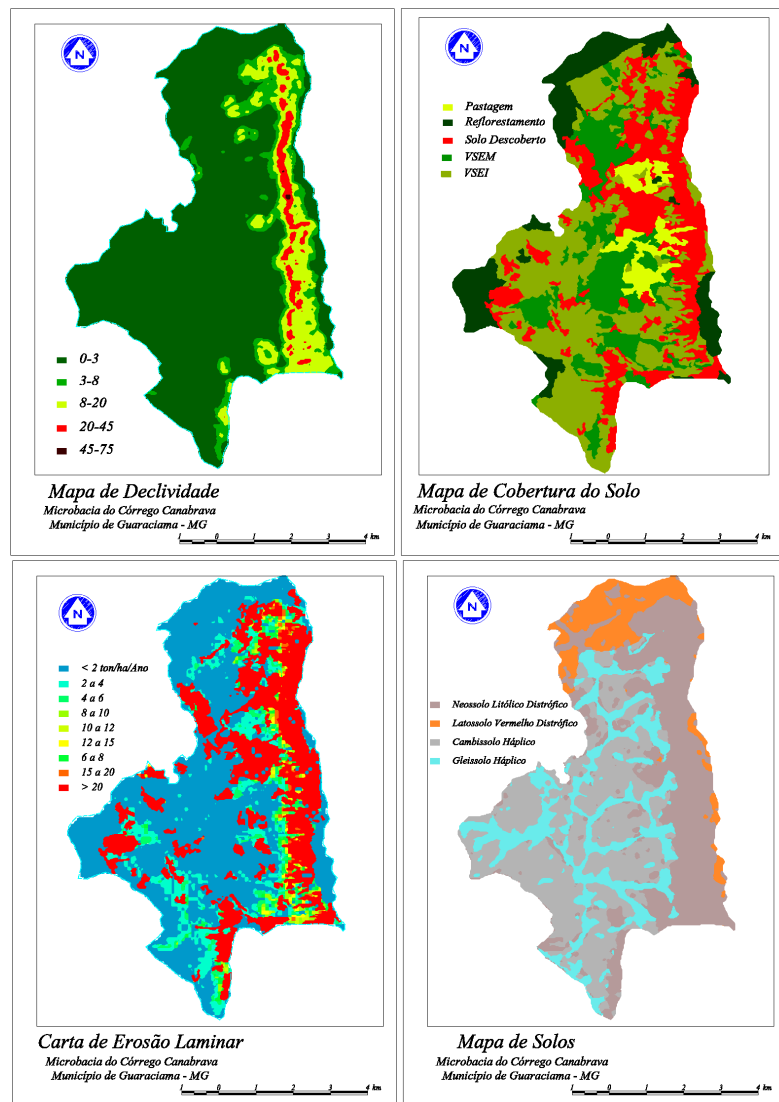 N
0-3
3-8
8-20
20-45
45-75
Mapa de Declividade
Microbacia do Córrego Canabrava
Município de Guaraciama - MG
1 0 1 2 3 4 km
N
Pastagem
Reflorestamento
Solo Descoberto
VSEM
VSEI
Mapa de Cobertura do Solo
Microbacia do Córrego Canabrava
Município de Guaraciama - MG
1 0 1 2 3 4 km
N
< 2 ton/ha/Ano
2 a 4
4 a 6
8 a 10
10 a 12
12 a 15
6 a 8
15 a 20
> 20
Carta de Erosão Laminar
Microbacia do Córrego Canabrava
Município de Guaraciama - MG
1 0 1 2 3 4 km
N
Neossolo Litólico Distrófico
Latossolo Vermelho Distrófico
Cambissolo Háplico
Gleissolo Háplico
Mapa de Solos
Microbacia do Córrego Canabrava
Município de Guaraciama - MG
1 0 1 2 3 4 km